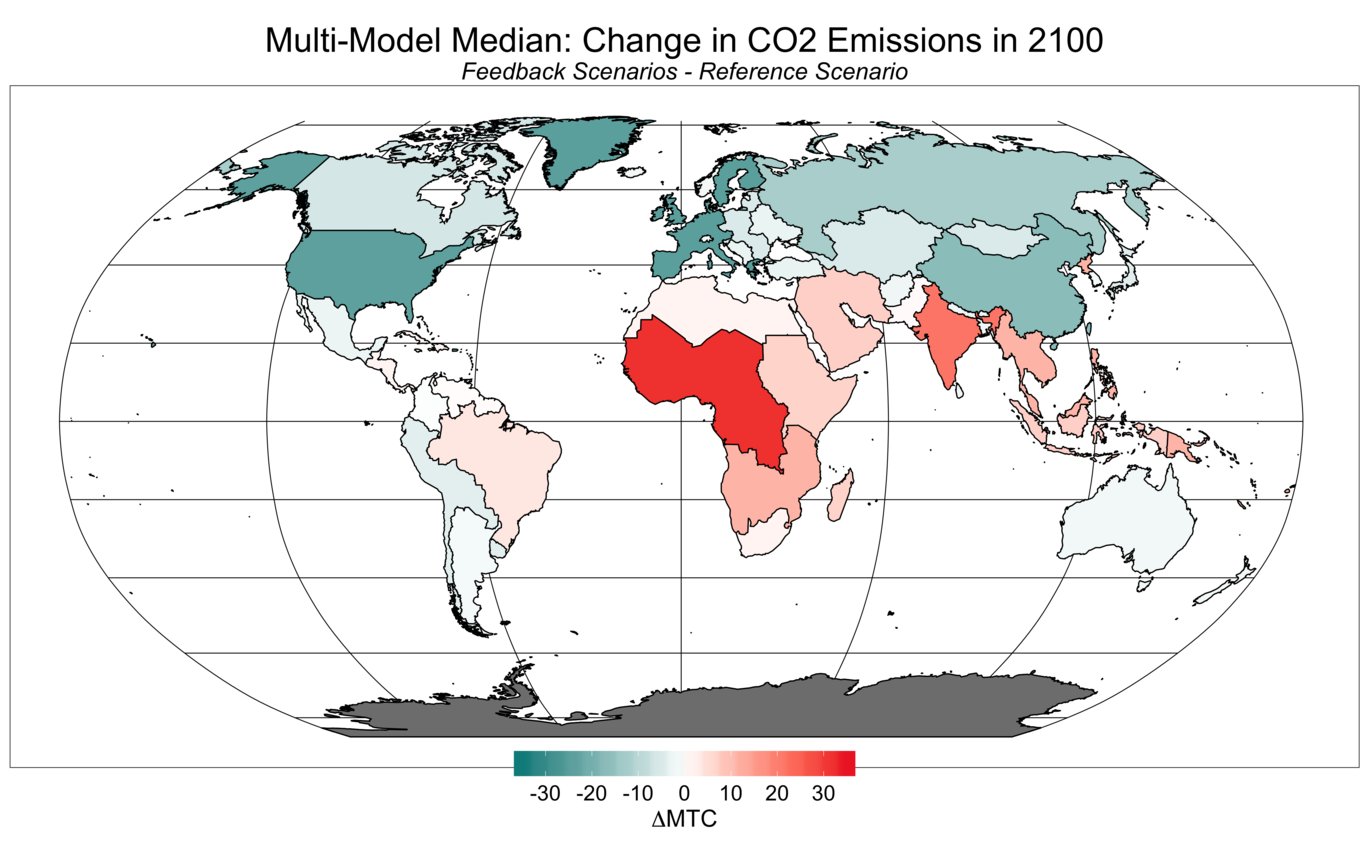 Multi-Model Median: Change in CO2 Emissions in 2100
Feedback Scenarios - Reference Scenario
-30 -20 -10 0 10 20 30
ΔMTC